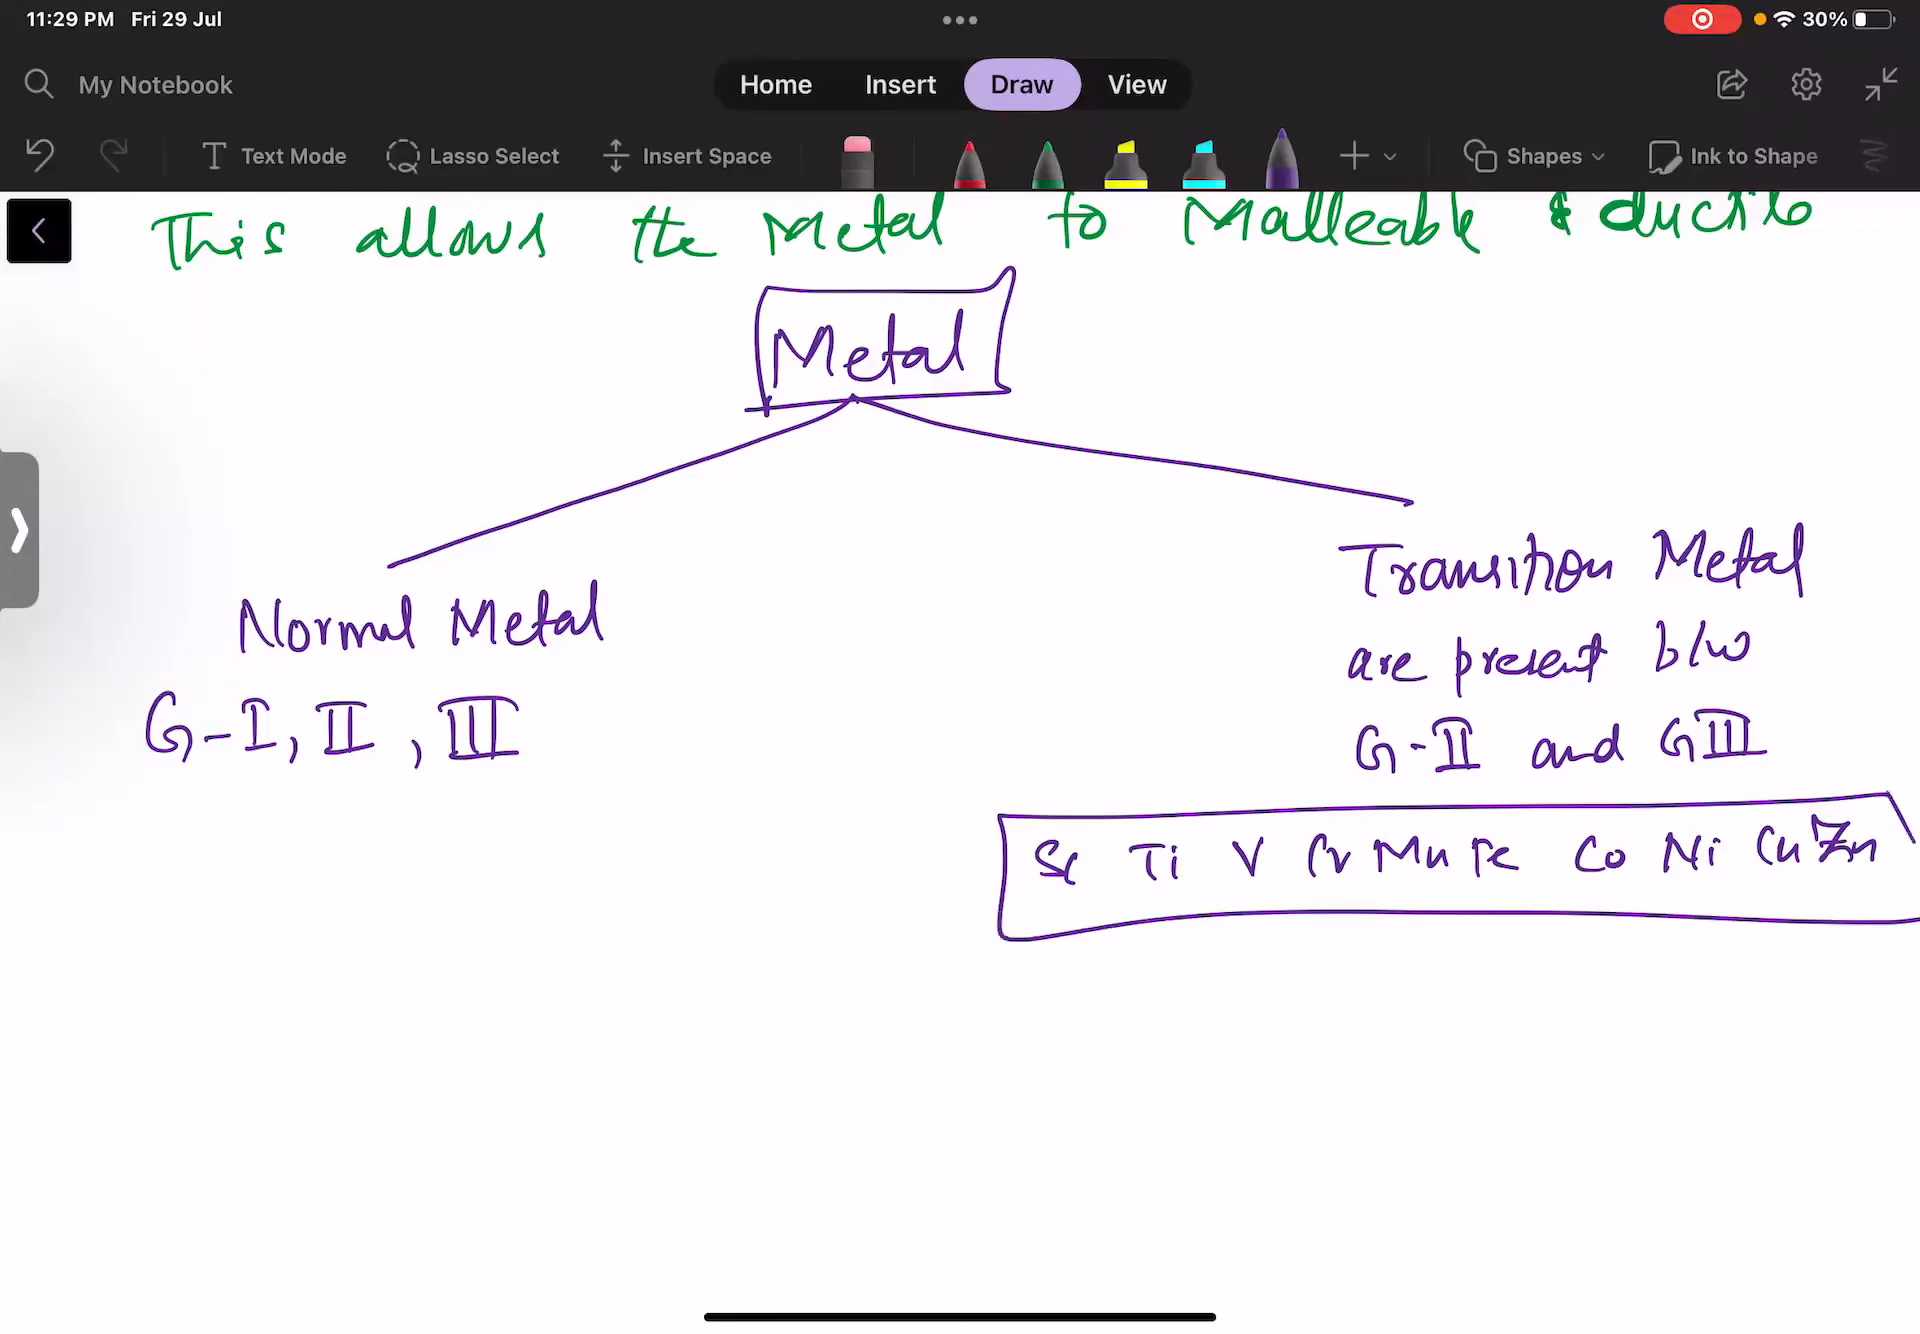 11:29 PM Fri 29 Jul 30%
My Notebook Home Insert Draw View
Text Mode Lasso Select Insert Space Shapes Ink to Shape
This allows the Metal to Malleable & ductile
Metal
Normal Metal
G-I, II, III
Transition Metal
are present b/w
G-II and GIII
Sc Ti V Cr Mn Fe Co Ni Cu Zn